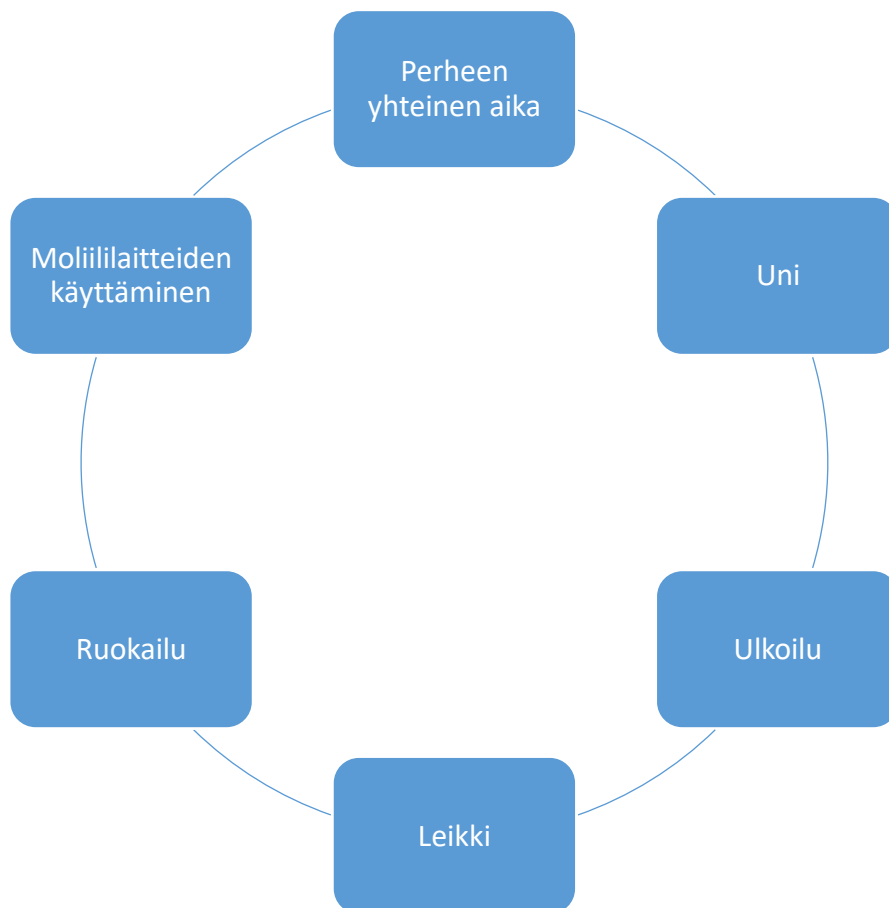 Perheen
yhteinen aika
Uni
Ulkoilu
Leikki
Ruokailu
Moliililaitteiden
käyttäminen